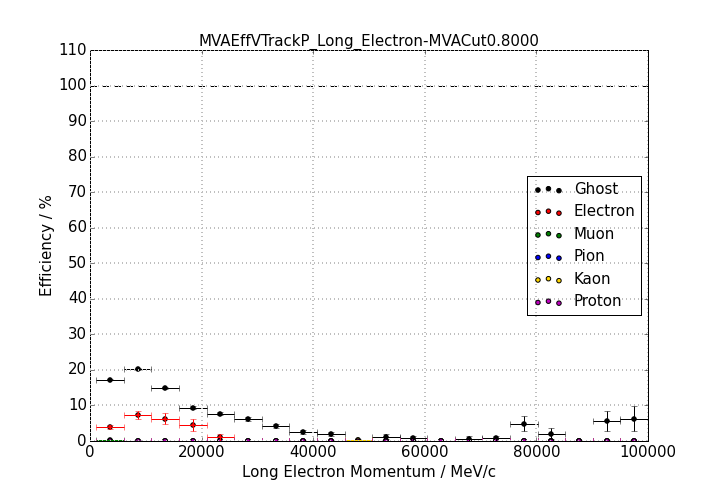 MVAEffVTrackP_Long_Electron-MVACut0.8000
110
100
90
80
70
60
50
40
30
20
10
0
Efficiency / %
Ghost
Electron
Muon
Pion
Kaon
Proton
0 20000 40000 60000 80000 100000
Long Electron Momentum / MeV/c